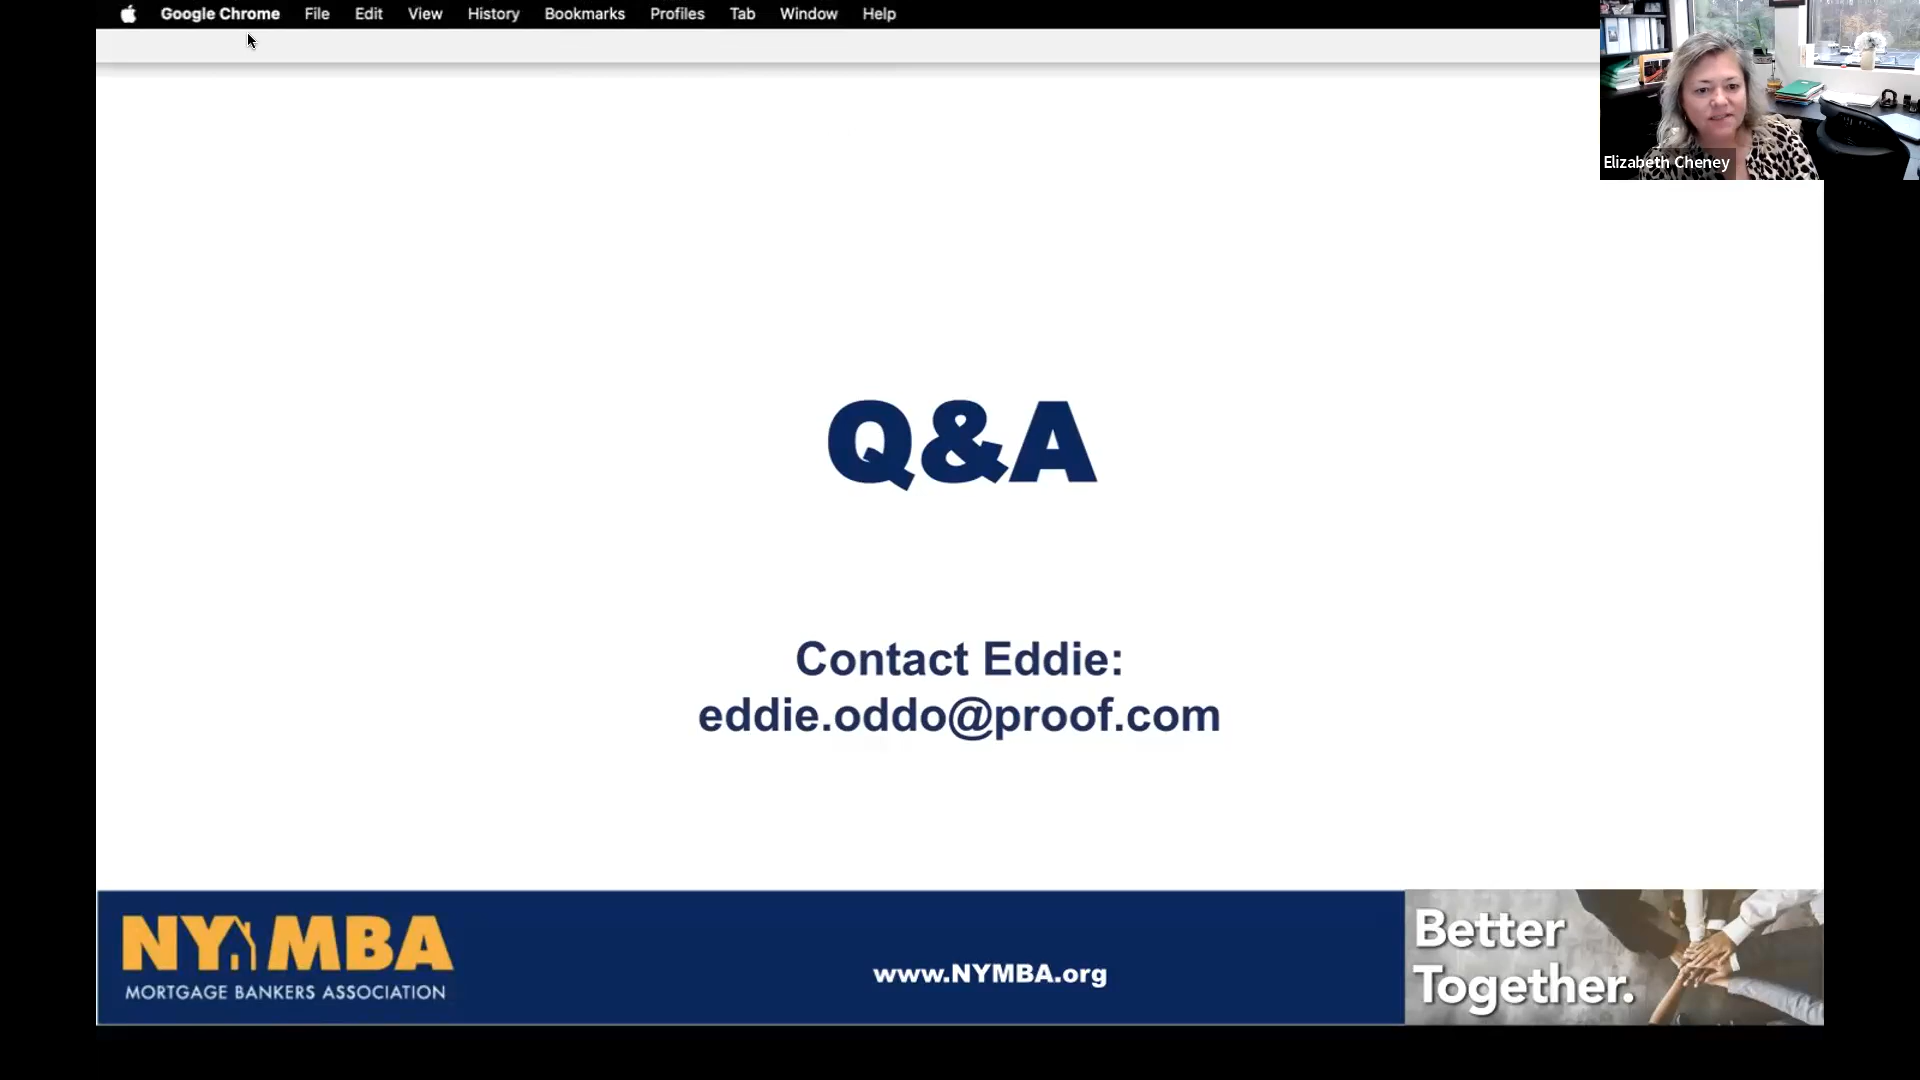 Google Chrome File Edit View History Bookmarks Profiles Tab Window Help
Elizabeth Cheney
Q&A
Contact Eddie:
eddie.oddo@proof.com
NY MBA
MORTGAGE BANKERS ASSOCIATION
www.NYMBA.org
Better
Together.